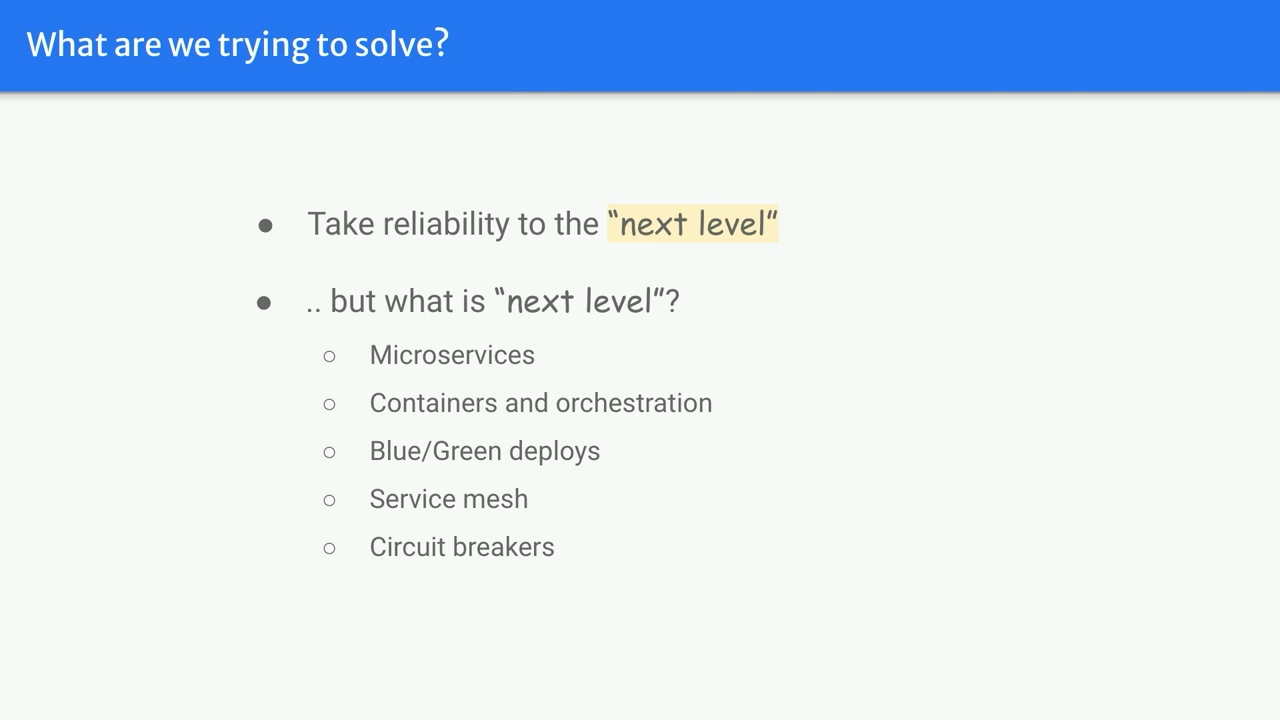 What are we trying to solve?
● Take reliability to the “next level”
● .. but what is “next level”?
○ Microservices
○ Containers and orchestration
○ Blue/Green deploys
○ Service mesh
○ Circuit breakers